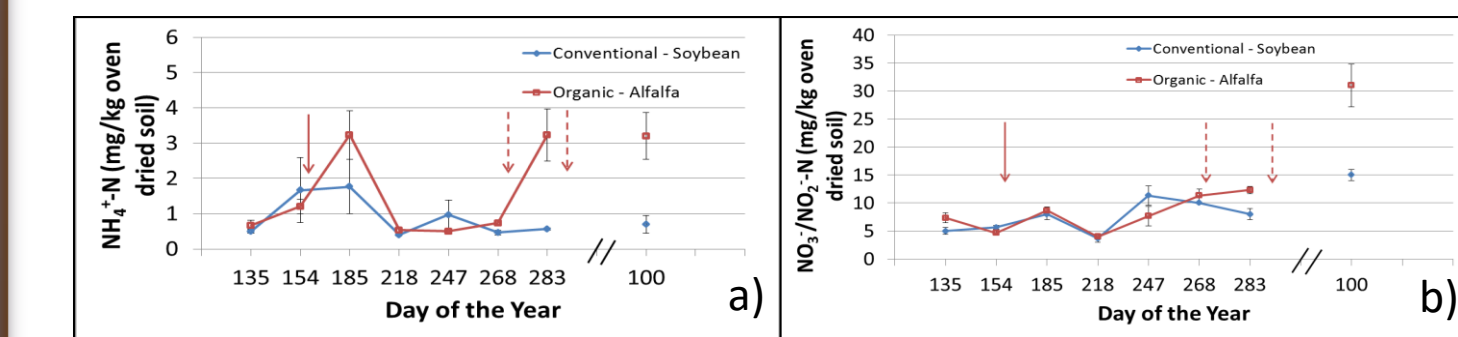 NH₄⁺-N (mg/kg oven
dried soil)
6
5
4
3
2
1
0
Conventional - Soybean
Organic - Alfalfa
135 154 185 218 247 268 283 100
Day of the Year
a)
NO₃⁻/NO₂⁻-N (mg/kg oven
dried soil)
40
35
30
25
20
15
10
5
0
Conventional - Soybean
Organic - Alfalfa
135 154 185 218 247 268 283 100
Day of the Year
b)